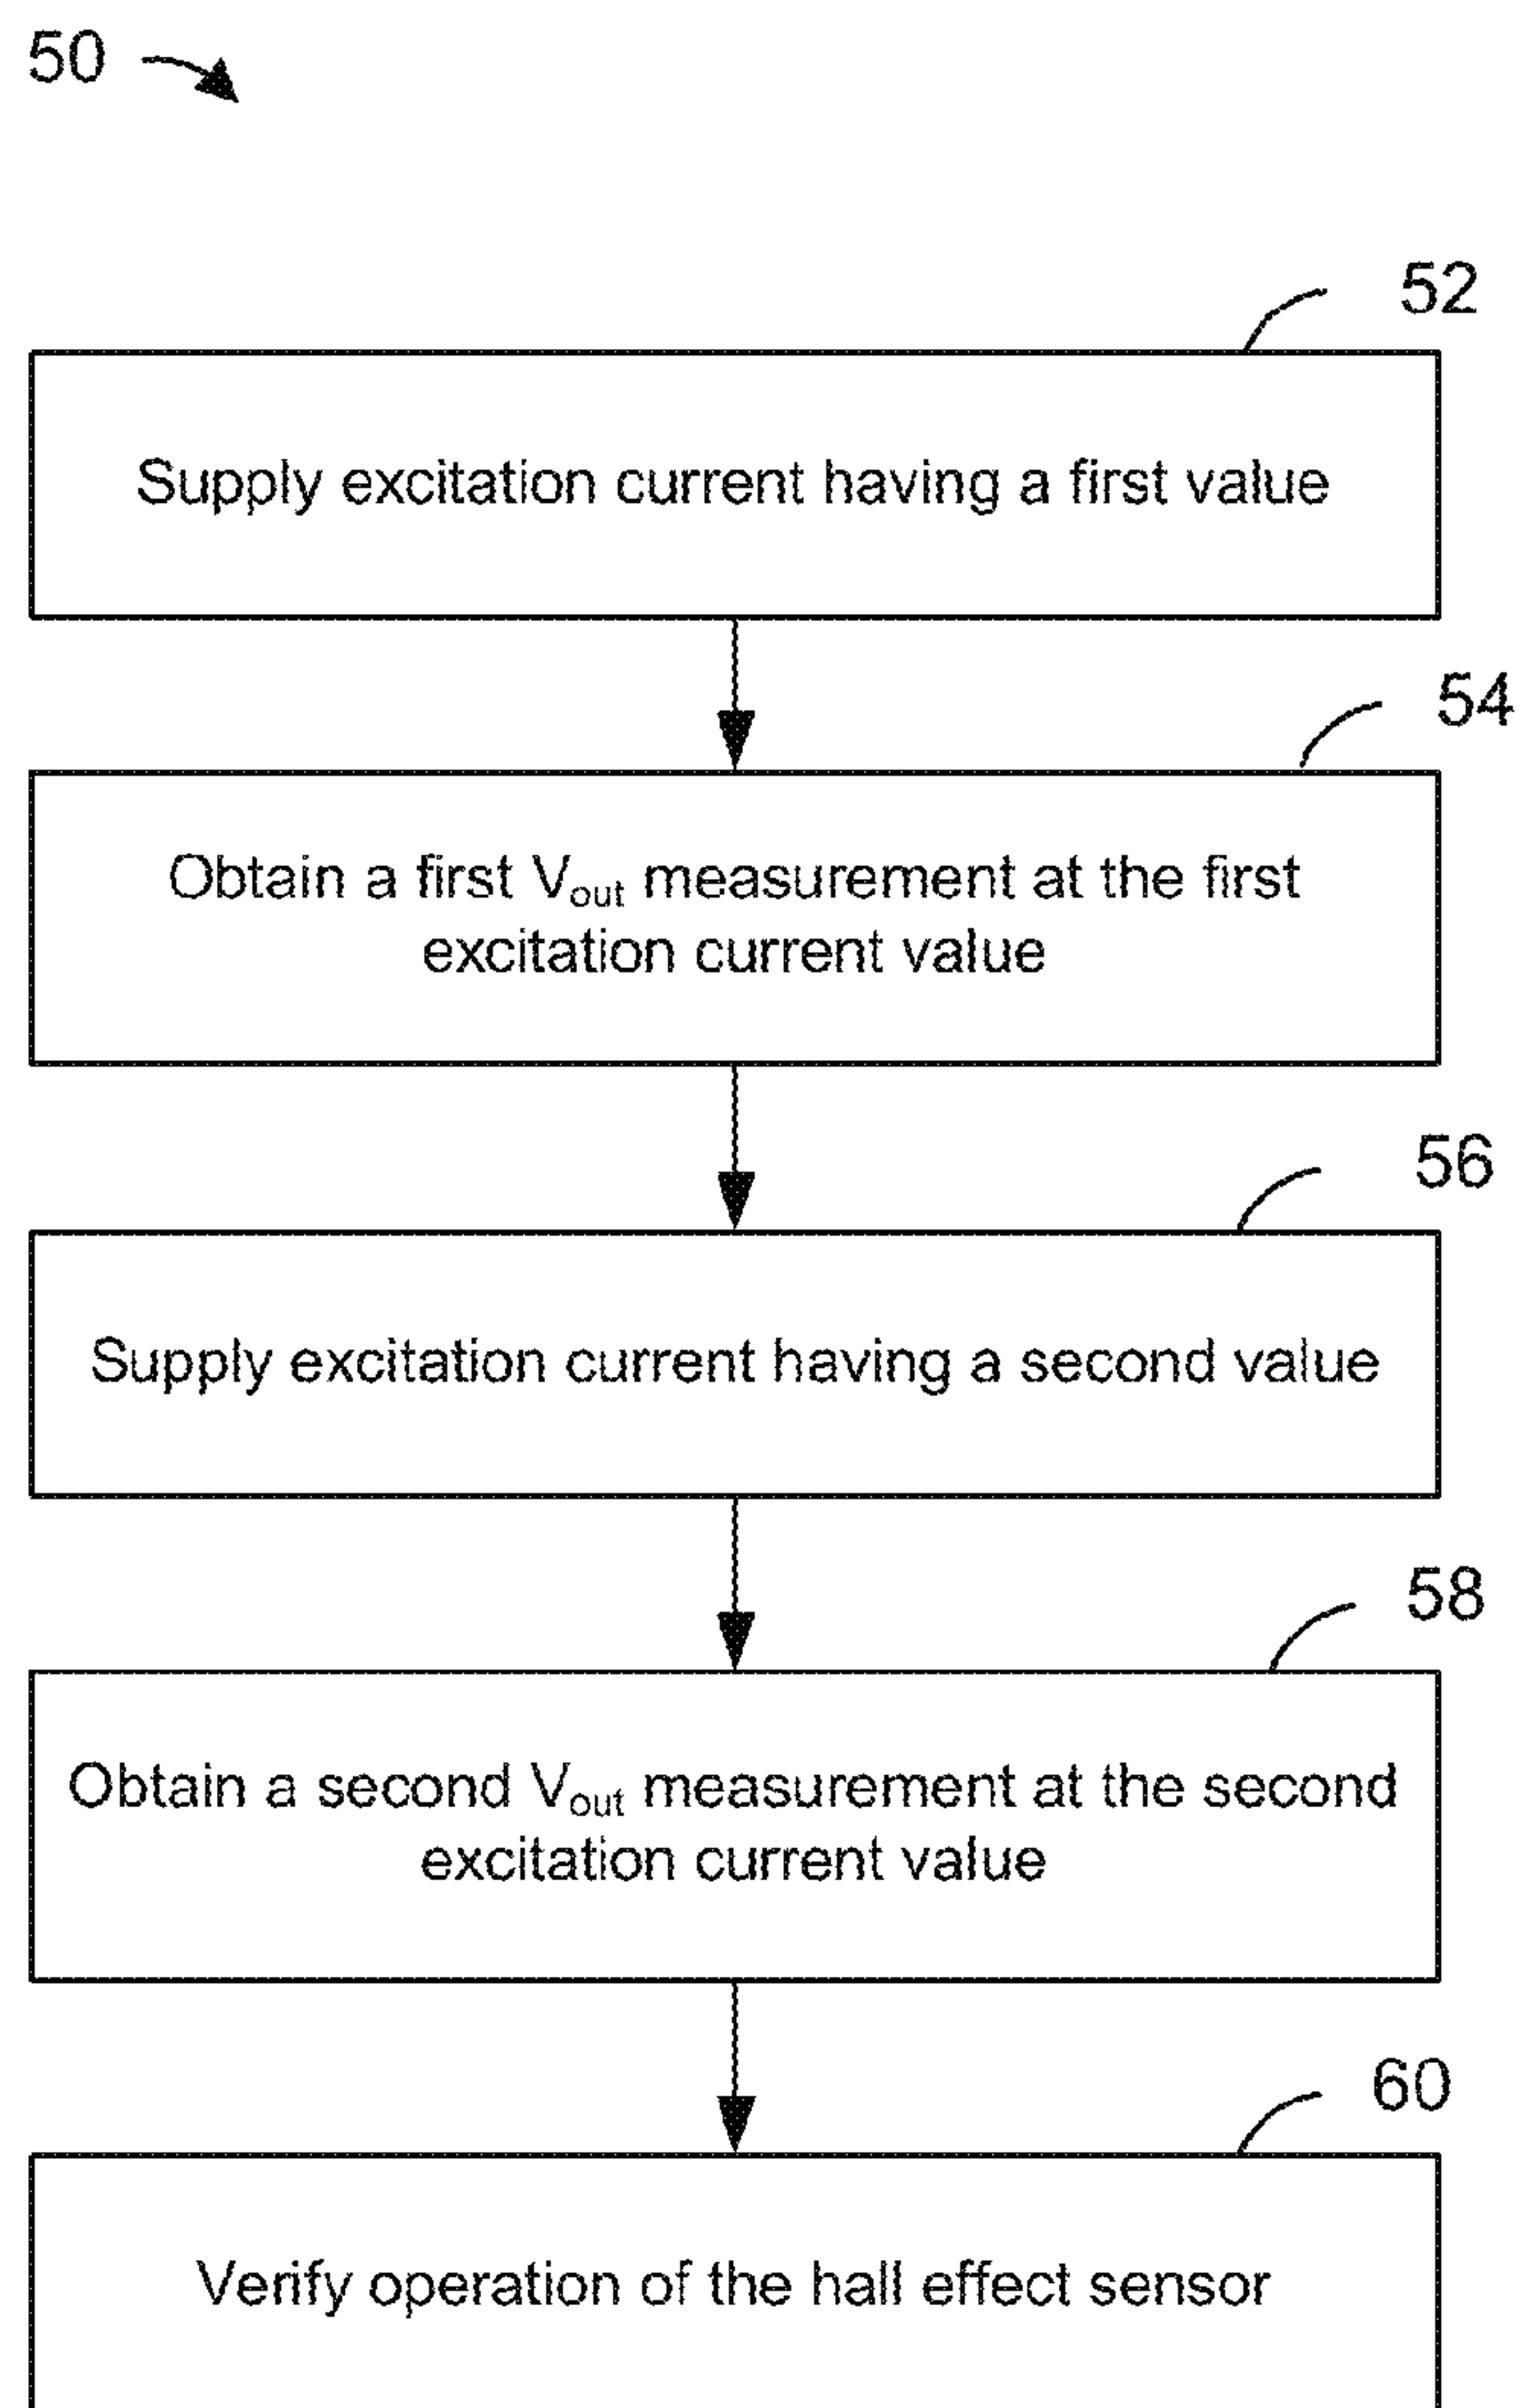 50
52
Supply excitation current having a first value
54
Obtain a first Vout measurement at the first
excitation current value
56
Supply excitation current having a second value
58
Obtain a second Vout measurement at the second
excitation current value
60
Verify operation of the hall effect sensor